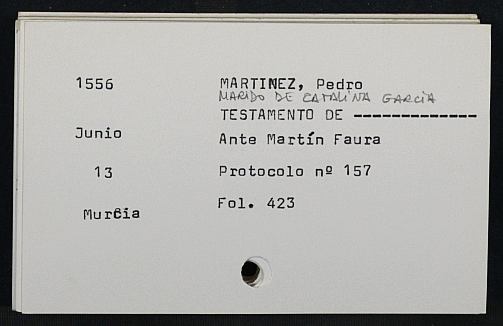 1556 MARTINEZ, Pedro
MARIDO DE CATALINA GARCIA
TESTAMENTO DE -------------
Junio Ante Martín Faura
13 Protocolo nº 157
Murcia Fol. 423